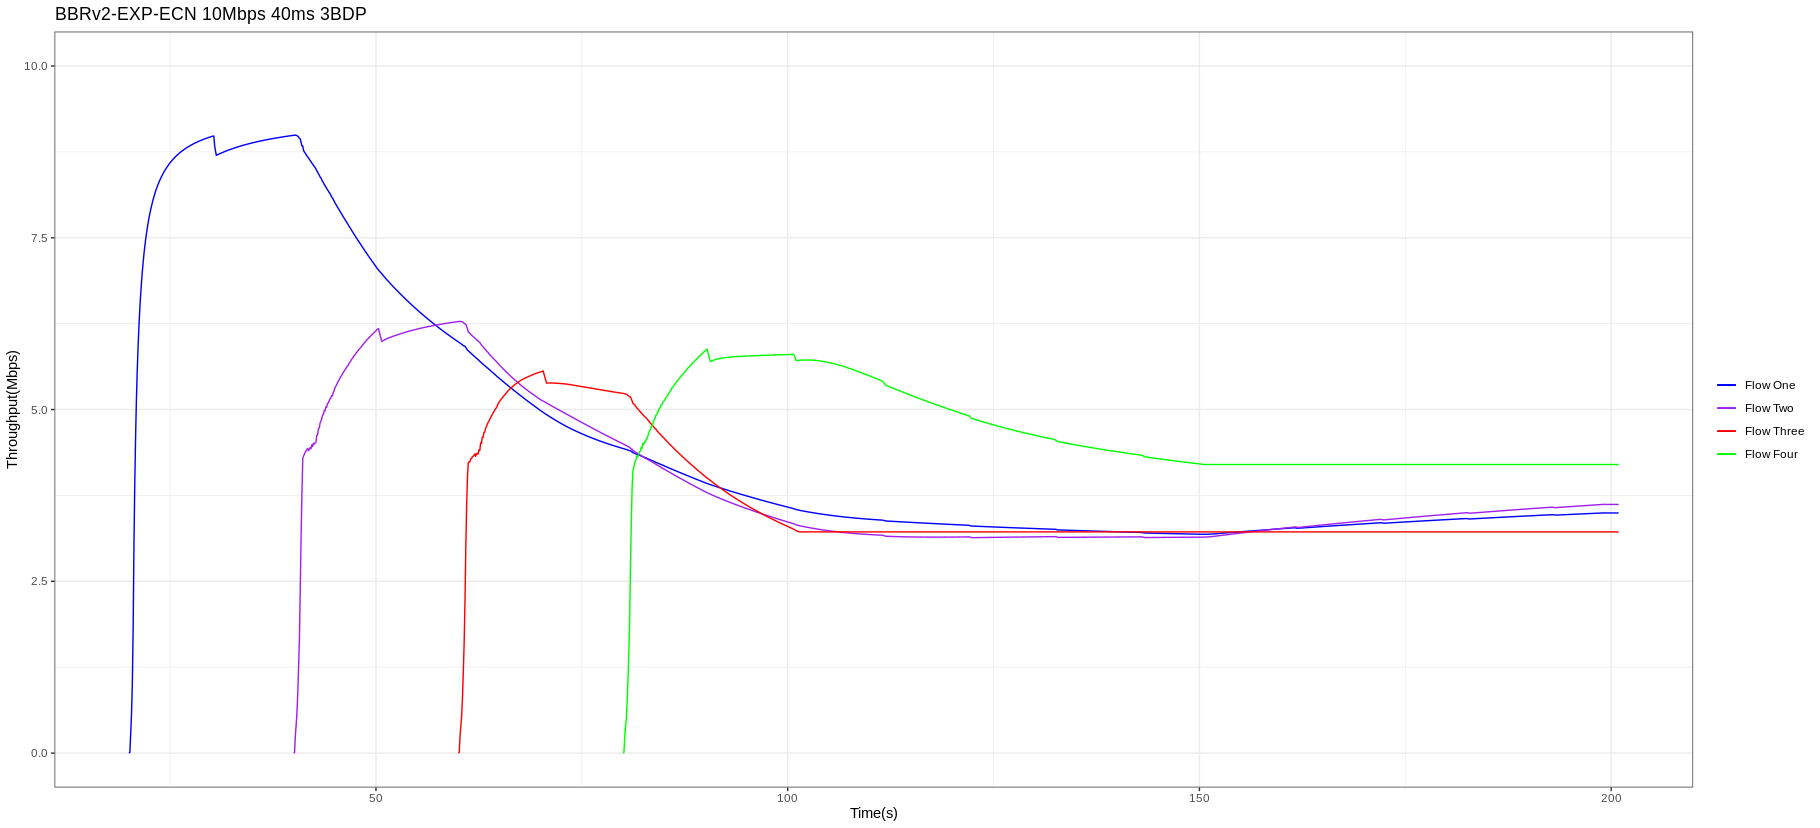 BBRv2-EXP-ECN 10Mbps 40ms 3BDP
Throughput(Mbps)
10.0
7.5
5.0
2.5
0.0
50
100
150
200
Time(s)
Flow One
Flow Two
Flow Three
Flow Four